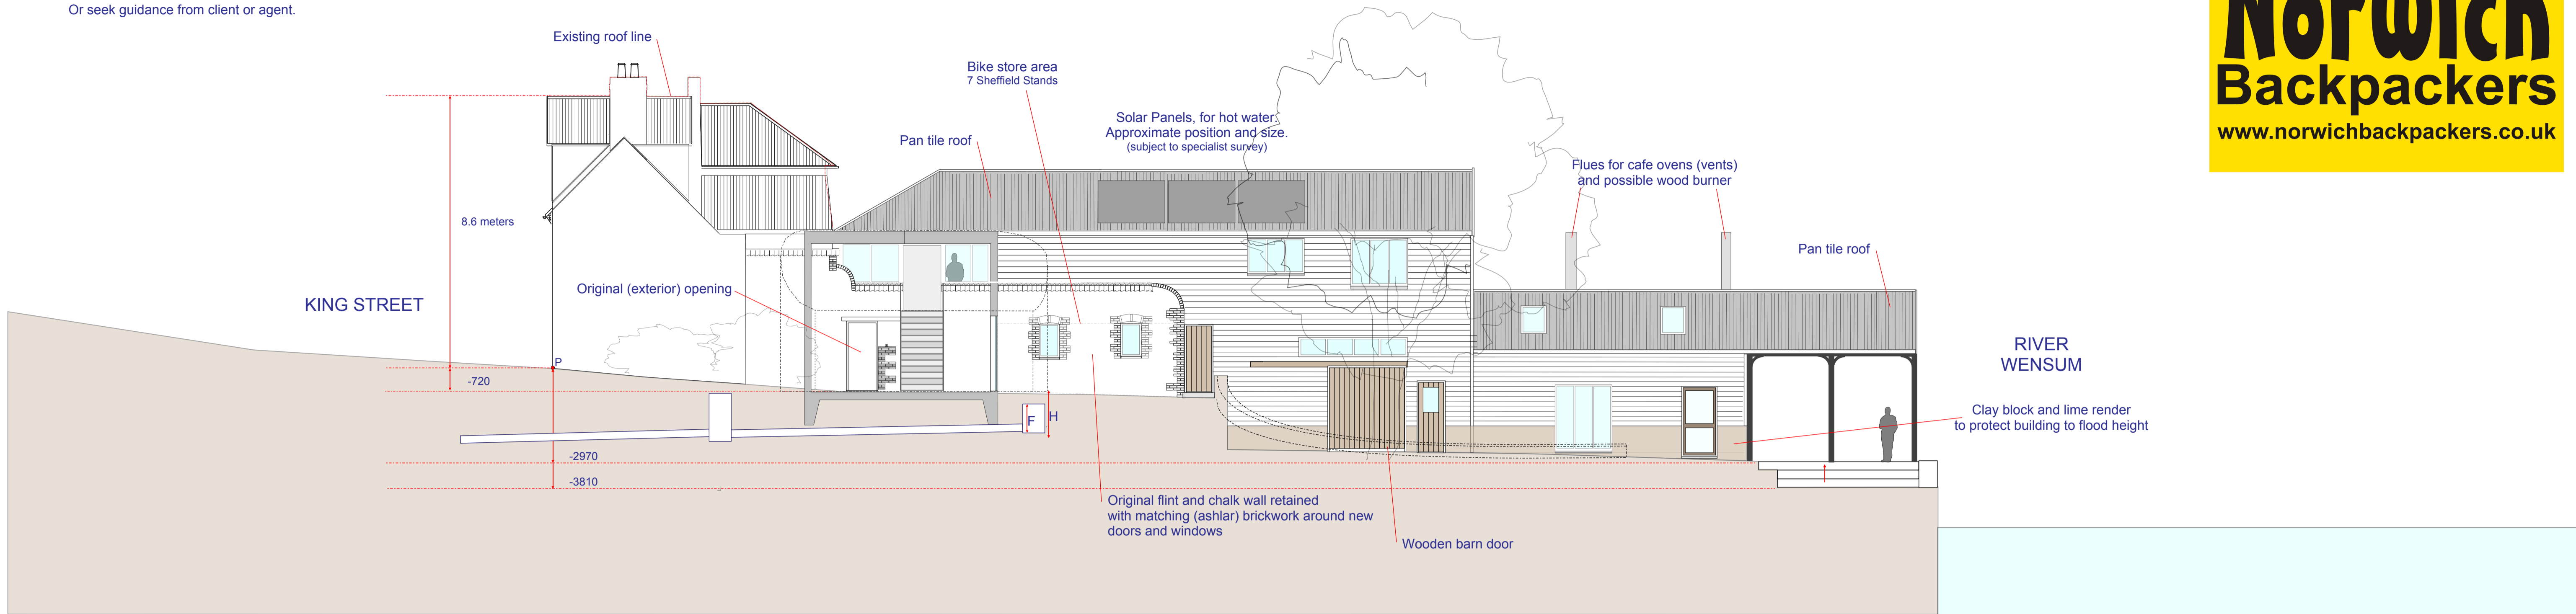 Or seek guidance from client or agent.
Norwich
Backpackers
www.norwichbackpackers.co.uk
Existing roof line
Bike store area
7 Sheffield Stands
Solar Panels, for hot water.
Approximate position and size.
(subject to specialist survey)
Pan tile roof
Flues for cafe ovens (vents)
and possible wood burner
8.6 meters
Pan tile roof
Original (exterior) opening
KING STREET
RIVER
WENSUM
P
-720
F
H
Clay block and lime render
to protect building to flood height
-2970
-3810
Original flint and chalk wall retained
with matching (ashlar) brickwork around new
doors and windows
Wooden barn door